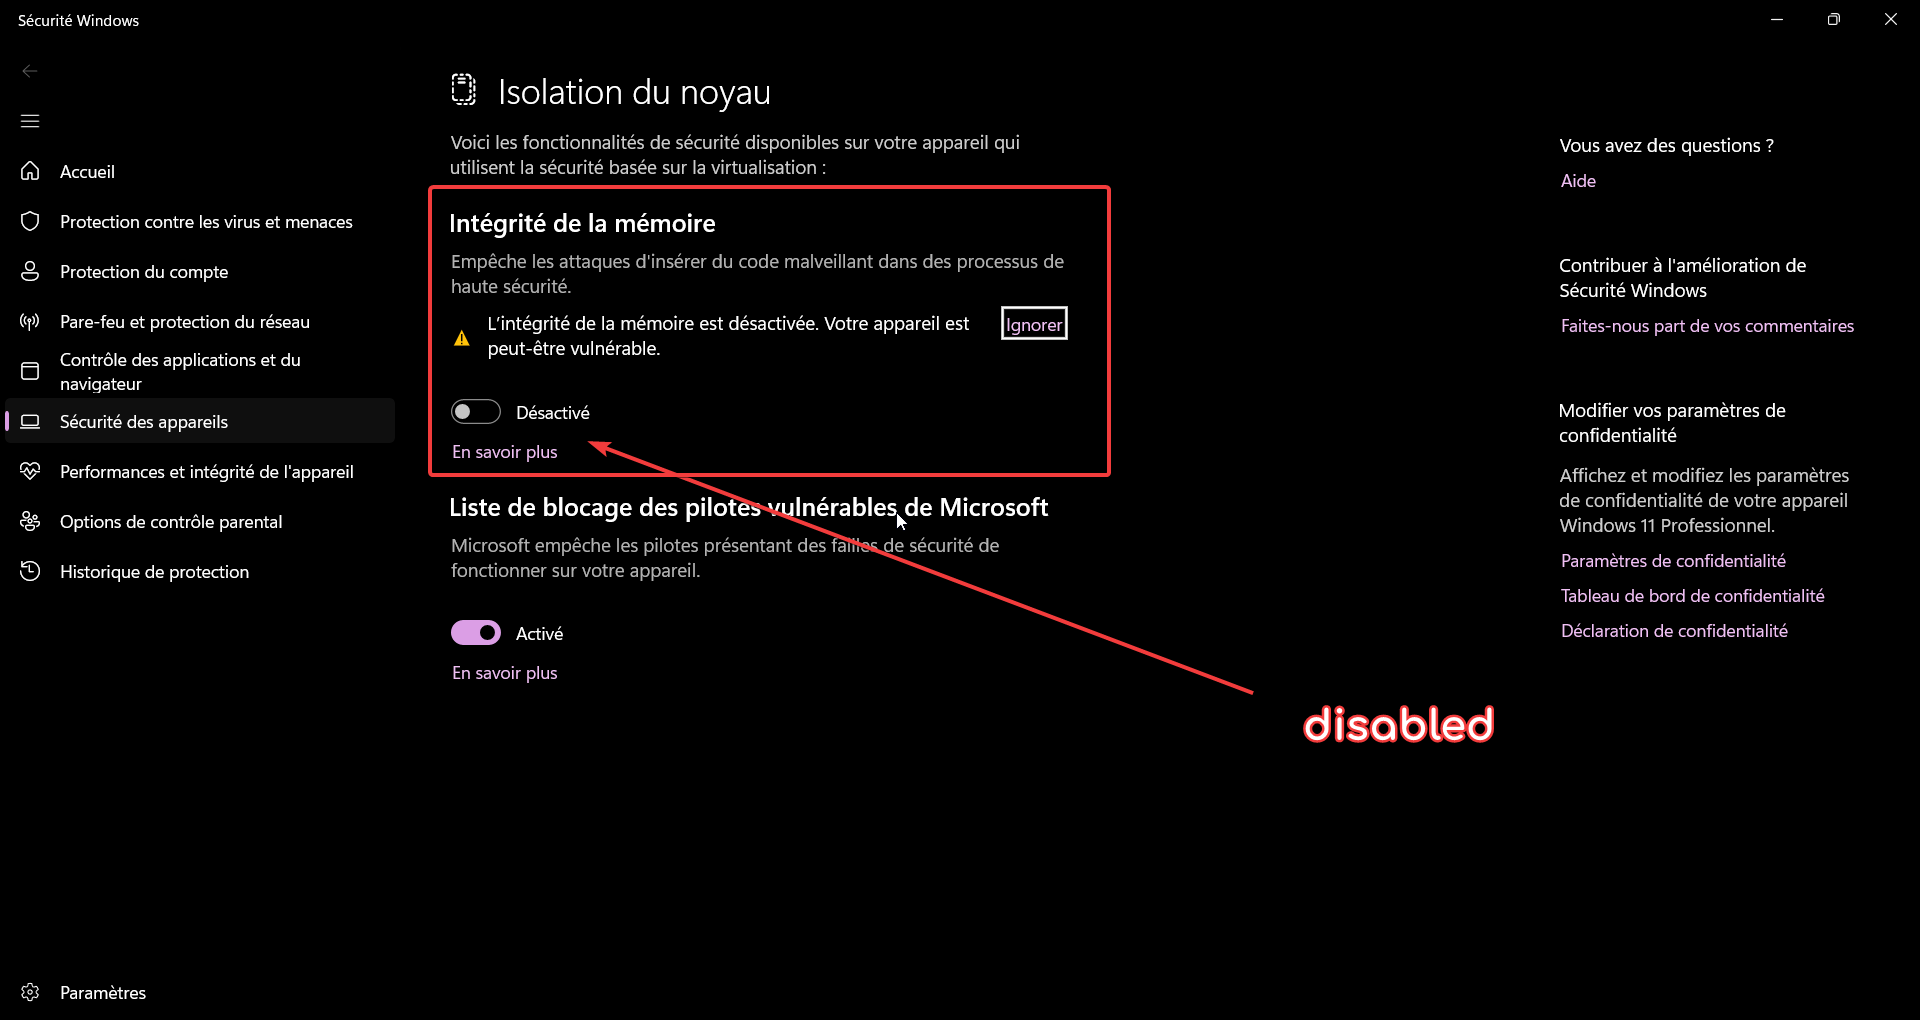 Sécurité Windows
Accueil
Protection contre les virus et menaces
Protection du compte
Pare-feu et protection du réseau
Contrôle des applications et du
navigateur
Sécurité des appareils
Performances et intégrité de l'appareil
Options de contrôle parental
Historique de protection
Paramètres
Isolation du noyau
Voici les fonctionnalités de sécurité disponibles sur votre appareil qui
utilisent la sécurité basée sur la virtualisation :
Intégrité de la mémoire
Empêche les attaques d'insérer du code malveillant dans des processus de
haute sécurité.
L'intégrité de la mémoire est désactivée. Votre appareil est
peut-être vulnérable.
Ignorer
Désactivé
En savoir plus
Liste de blocage des pilotes vulnérables de Microsoft
Microsoft empêche les pilotes présentant des failles de sécurité de
fonctionner sur votre appareil.
Activé
En savoir plus
disabled
Vous avez des questions ?
Aide
Contribuer à l'amélioration de
Sécurité Windows
Faites-nous part de vos commentaires
Modifier vos paramètres de
confidentialité
Affichez et modifiez les paramètres
de confidentialité de votre appareil
Windows 11 Professionnel.
Paramètres de confidentialité
Tableau de bord de confidentialité
Déclaration de confidentialité